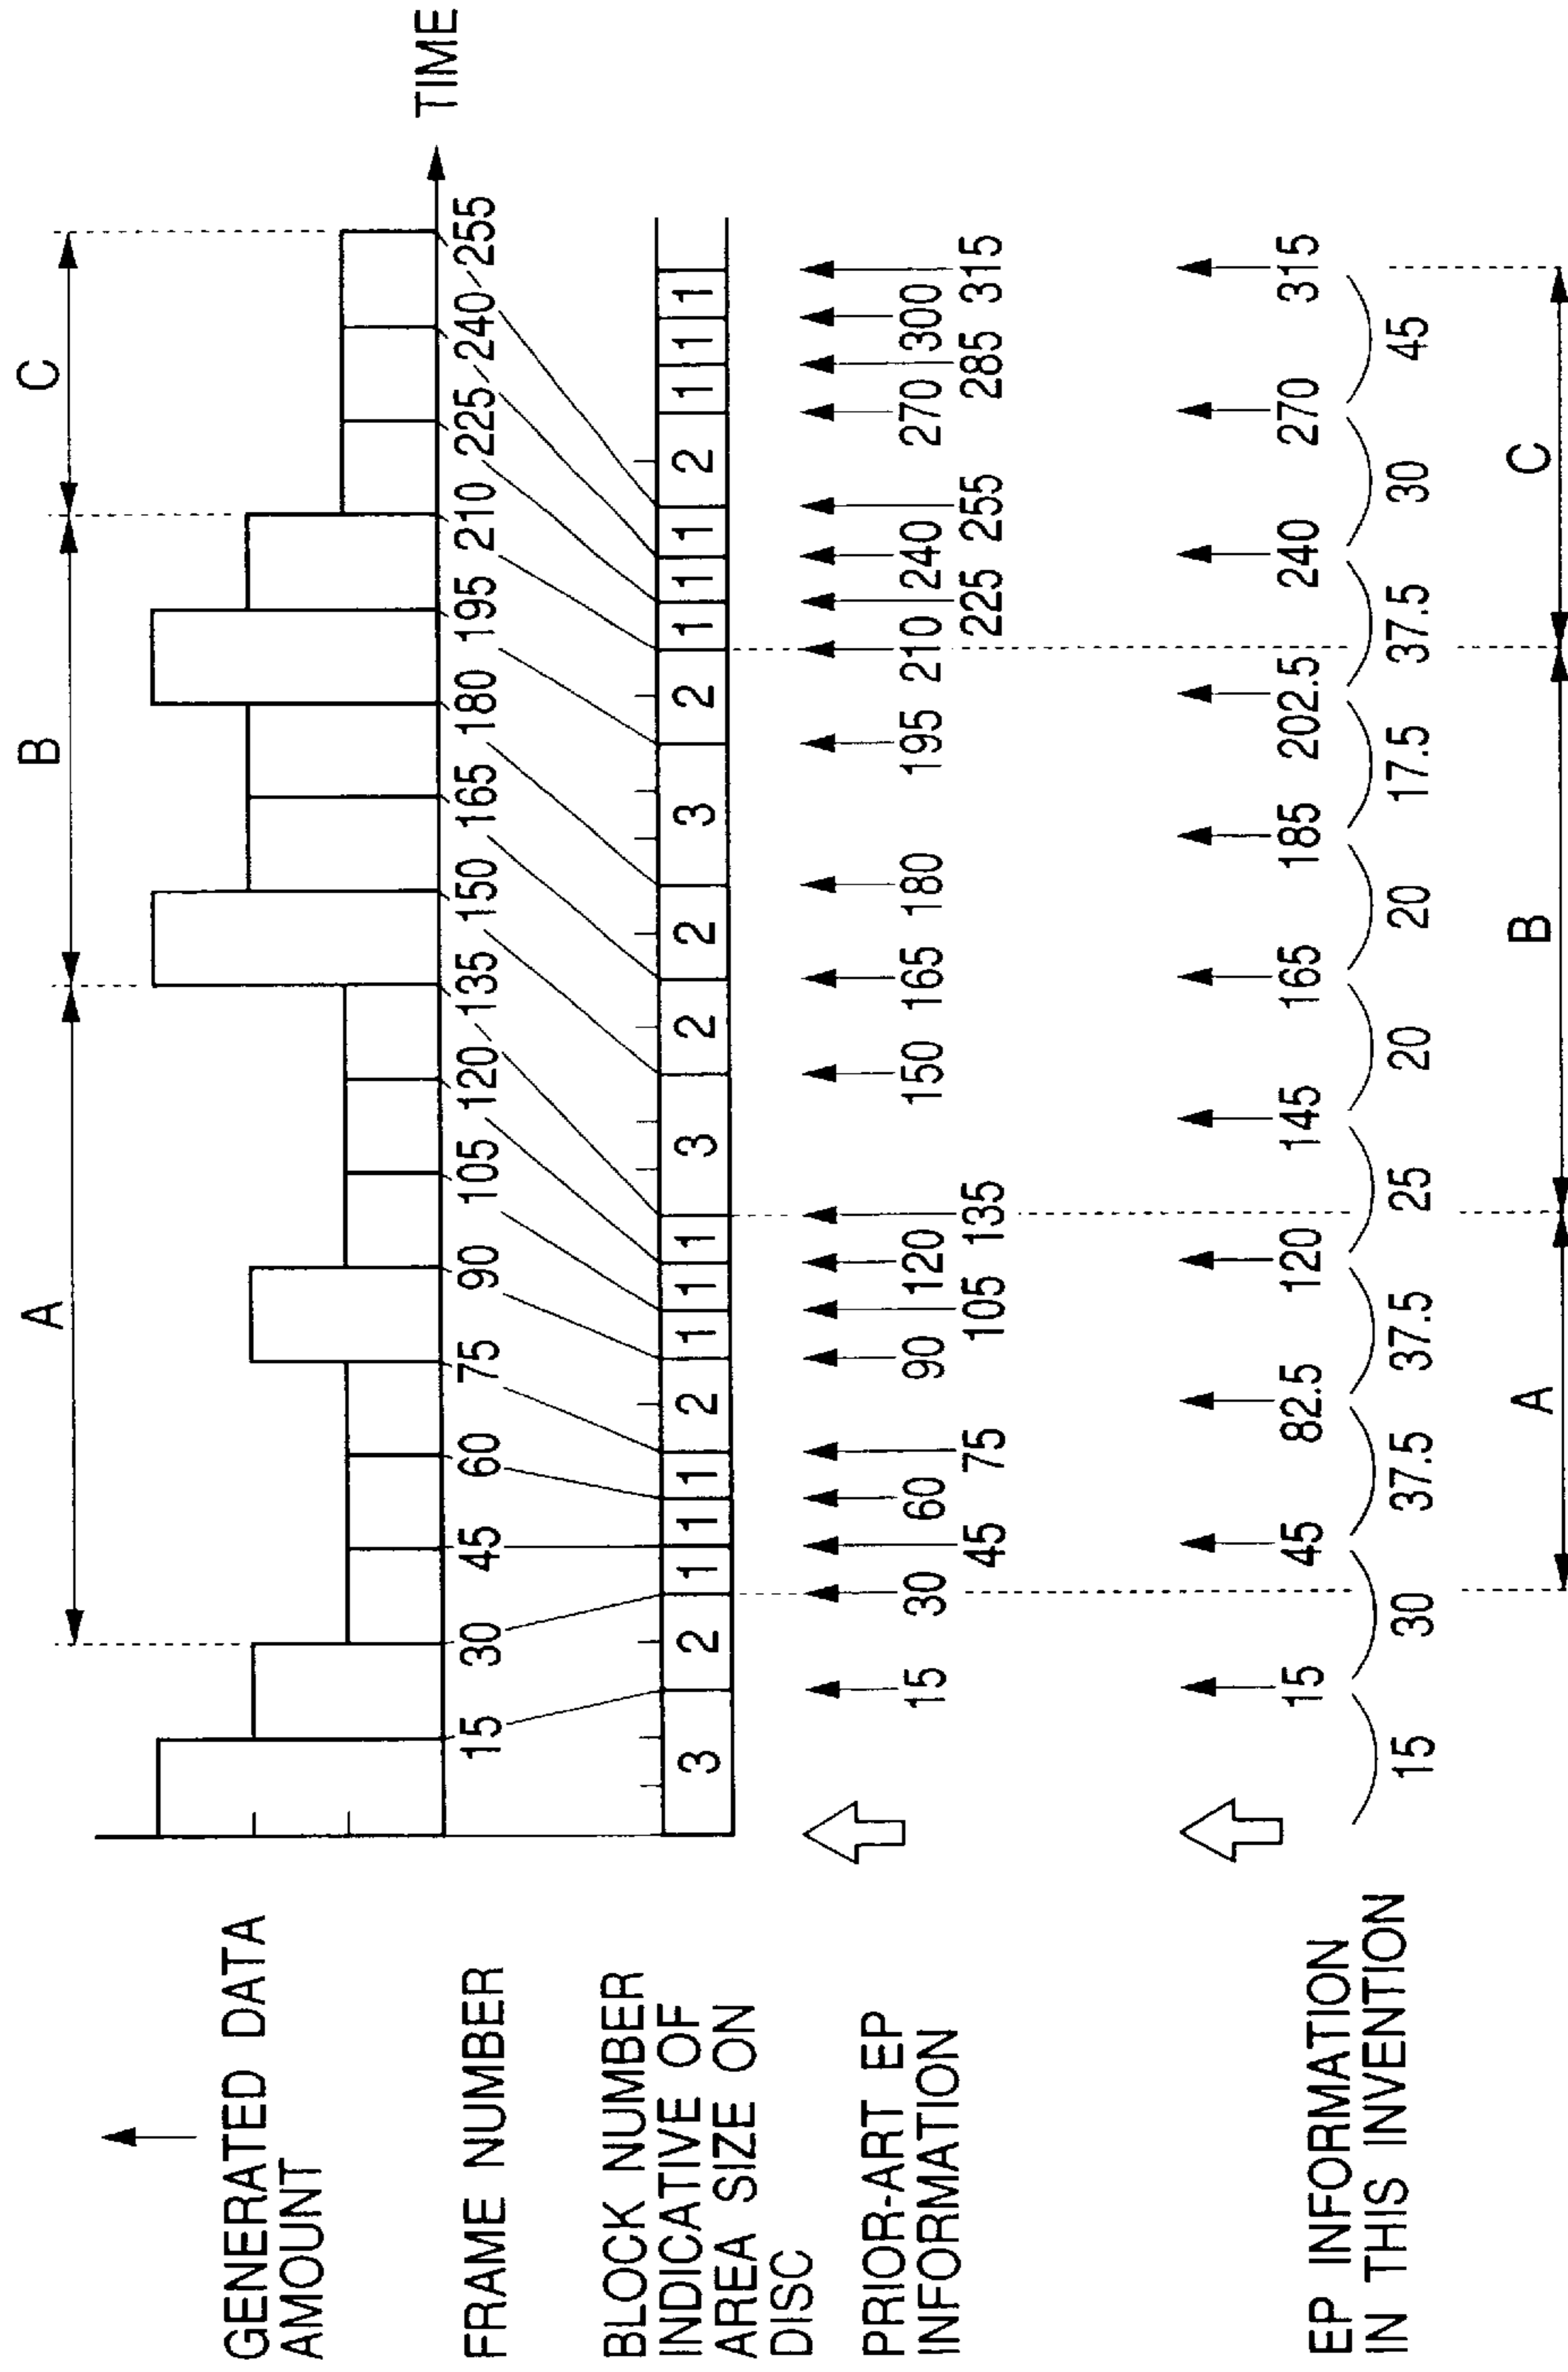 A
B
C
GENERATED DATA
AMOUNT
TIME
FRAME NUMBER
15 30 45 60 75 90 105 120 135 150 165 180 195 210 225 240 255
BLOCK NUMBER
INDICATIVE OF
AREA SIZE ON
DISC
3 2 1 1 1 2 1 1 1 3 2 2 3 2 1 1 1 2 1 1 1
PRIOR-ART EP
INFORMATION
15 30 60 90 120 150 165 180 195 210 240 270 300
45 75 105 135 225 255 285 315
EP INFORMATION
IN THIS INVENTION
15 45 82.5 120 145 165 185 202.5 240 270 315
15 30 37.5 37.5 25 20 20 17.5 37.5 30 45
A
B
C